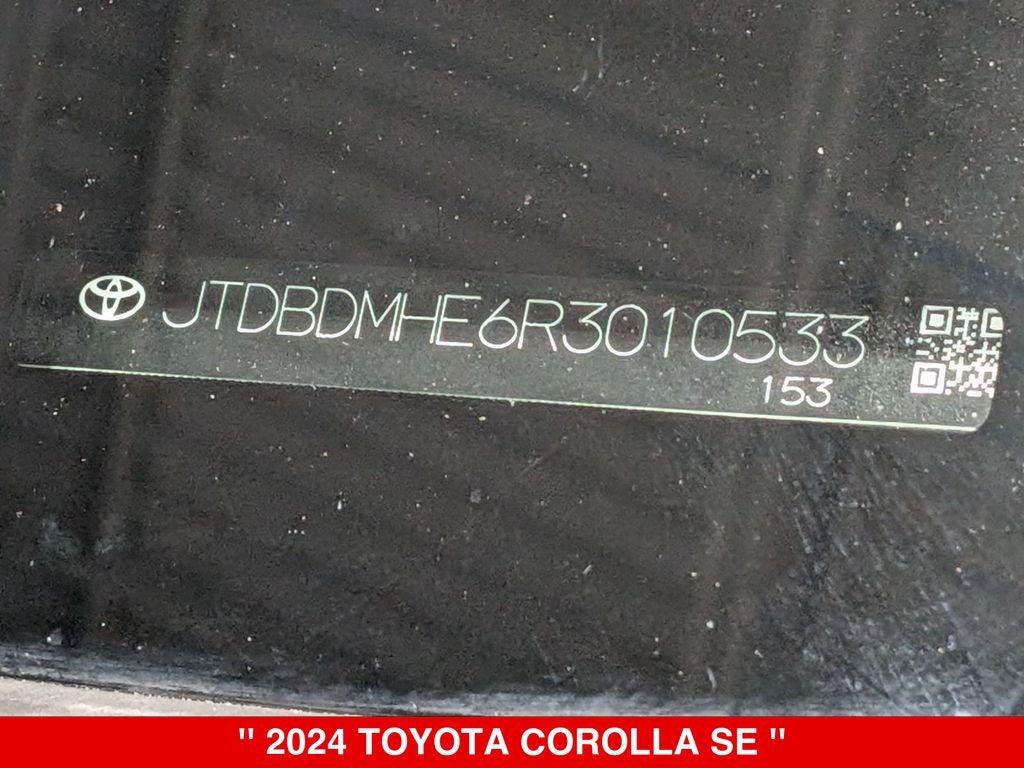 JTDBDMHE6R3010533
153
" 2024 TOYOTA COROLLA SE "